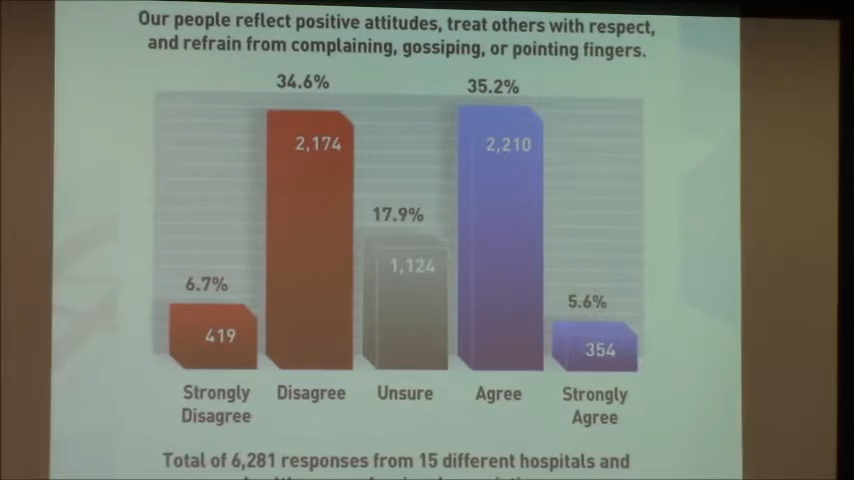 Our people reflect positive attitudes, treat others with respect,
and refrain from complaining, gossiping, or pointing fingers.
34.6%
35.2%
2,174
2,210
17.9%
1,124
6.7%
5.6%
419
354
Strongly Disagree
Disagree
Unsure
Agree
Strongly Agree
Total of 6,281 responses from 15 different hospitals and